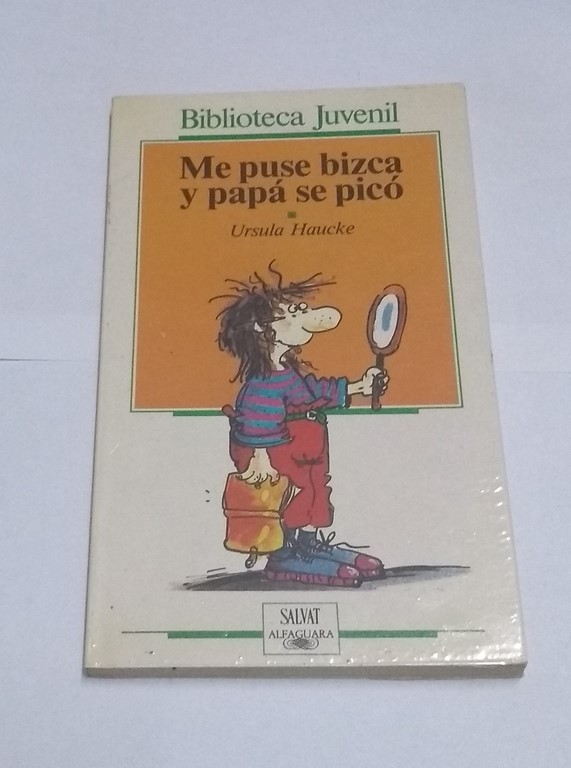 Biblioteca Juvenil
Me puse bizca
y papá se picó
Ursula Haucke
SALVAT
ALFAGUARA